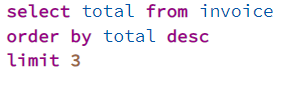 select total from invoice
order by total desc
limit 3